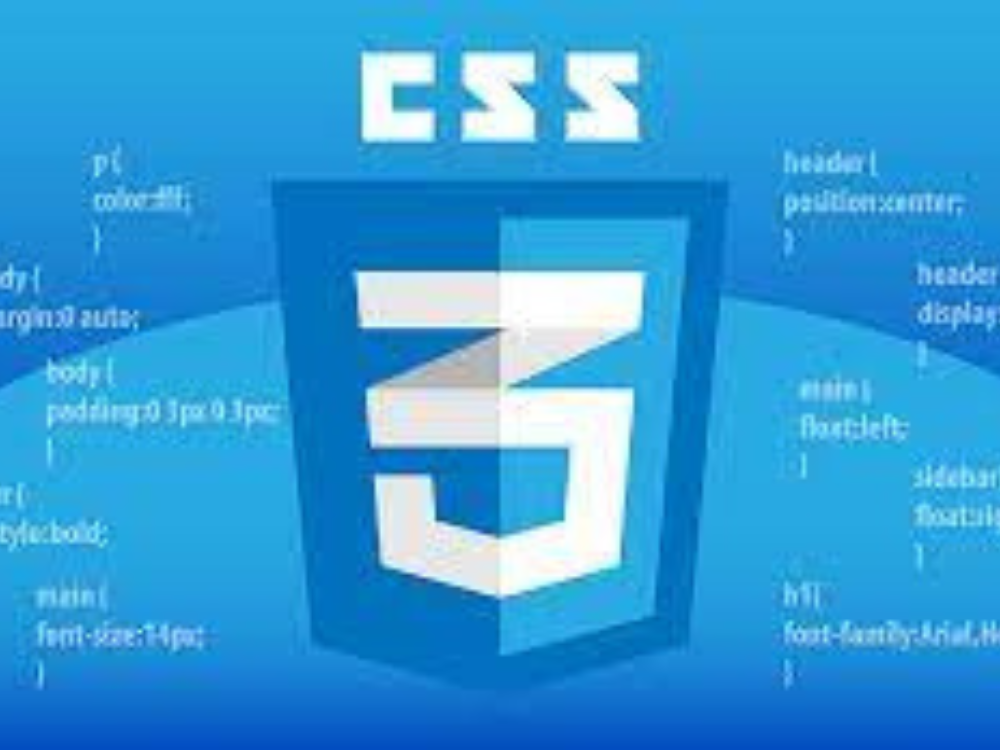 CSS
3
p{
color:fff;
}
dy {
argin:0 auto;
body {
padding:0 3px 0 3px;
}
r{
tyle:bold;
main {
font-size:14px;
}
header {
position:center;
}
header
display:
}
main {
float:left;
}
sidebar
float:
}
h1{
font-family:Arial,He
}